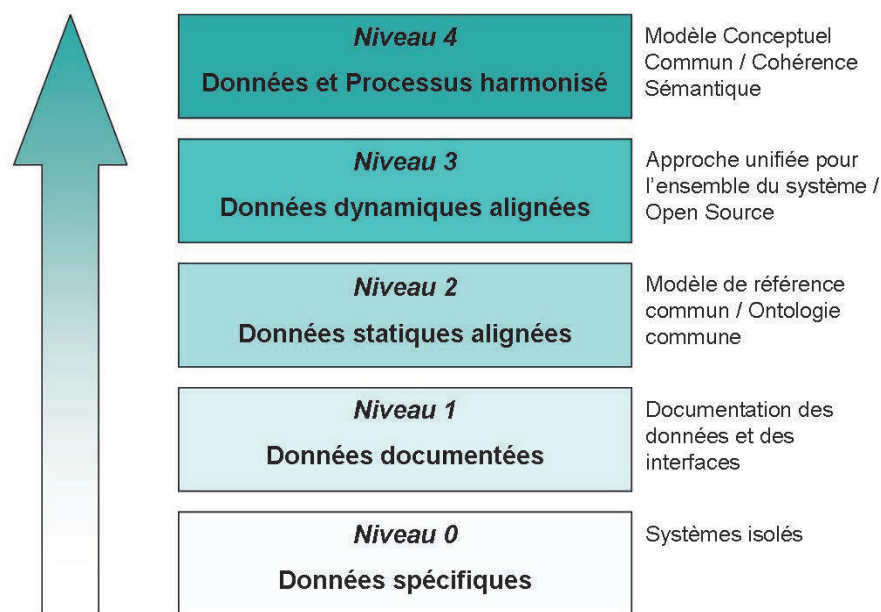 Niveau 4
Données et Processus harmonisé
Modèle Conceptuel
Commun / Cohérence
Sémantique
Niveau 3
Données dynamiques alignées
Approche unifiée pour
l'ensemble du système /
Open Source
Niveau 2
Données statiques alignées
Modèle de référence
commun / Ontologie
commune
Niveau 1
Données documentées
Documentation des
données et des
interfaces
Niveau 0
Données spécifiques
Systèmes isolés